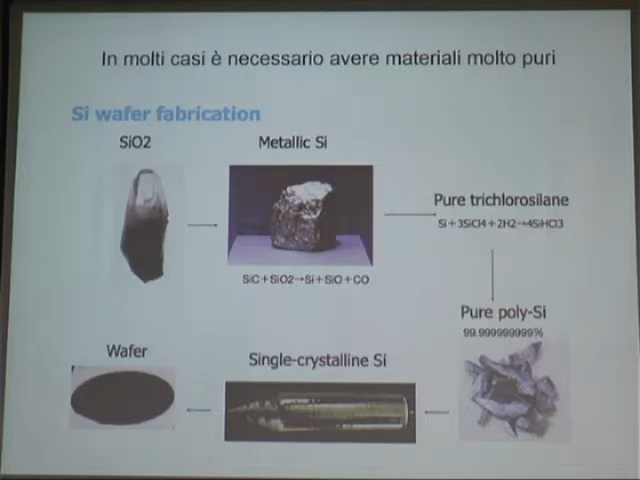 In molti casi è necessario avere materiali molto puri
Si wafer fabrication
SiO2
Metallic Si
Pure trichlorosilane
Si+3SiCl4+2H2→4SiHCl3
SiC+SiO2→Si+SiO+CO
Pure poly-Si
99.999999999%
Wafer
Single-crystalline Si